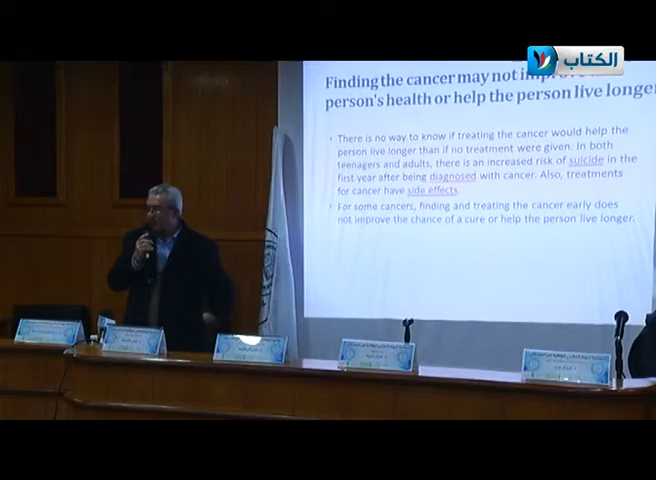 الكتاب
Finding the cancer may not improve the
person's health or help the person live longer
• There is no way to know if treating the cancer would help the
person live longer than if no treatment were given. In both
teenagers and adults, there is an increased risk of suicide in the
first year after being diagnosed with cancer. Also, treatments
for cancer have side effects.
• For some cancers, finding and treating the cancer early does
not improve the chance of a cure or help the person live longer.